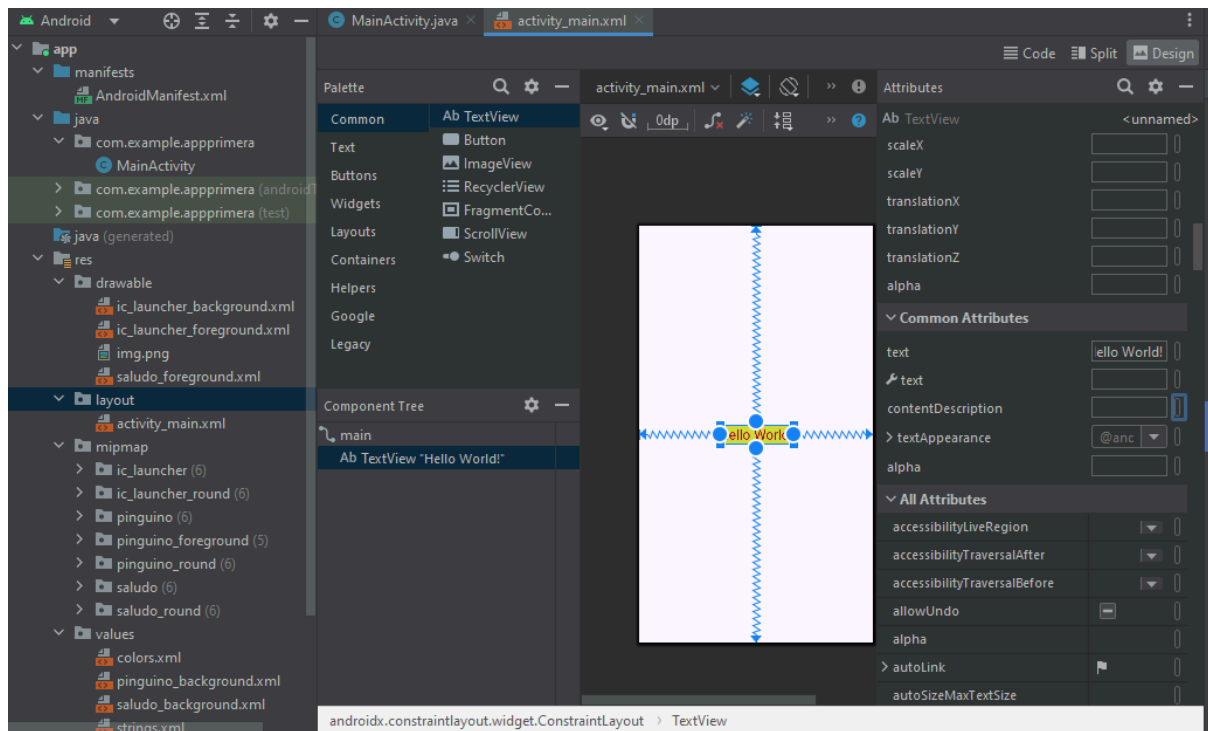 Android
MainActivity.java
activity_main.xml
app
manifests
AndroidManifest.xml
java
com.example.appprimera
MainActivity
com.example.appprimera (androidT
com.example.appprimera (test)
java (generated)
res
drawable
ic_launcher_background.xml
ic_launcher_foreground.xml
img.png
saludo_foreground.xml
layout
activity_main.xml
mipmap
ic_launcher (6)
ic_launcher_round (6)
pinguino (6)
pinguino_foreground (5)
pinguino_round (6)
saludo (6)
saludo_round (6)
values
colors.xml
pinguino_background.xml
saludo_background.xml
strings.xml
Code
Split
Design
Palette
Common
Text
Buttons
Widgets
Layouts
Containers
Helpers
Google
Legacy
Ab TextView
Button
ImageView
RecyclerView
FragmentCo...
ScrollView
Switch
Component Tree
main
Ab TextView "Hello World!"
activity_main.xml
0dp
ello Worl
Attributes
Ab TextView <unnamed>
scaleX
scaleY
translationX
translationY
translationZ
alpha
Common Attributes
text ello World!
text
contentDescription
textAppearance @anc
alpha
All Attributes
accessibilityLiveRegion
accessibilityTraversalAfter
accessibilityTraversalBefore
allowUndo
alpha
autoLink
autoSizeMaxTextSize
androidx.constraintlayout.widget.ConstraintLayout > TextView